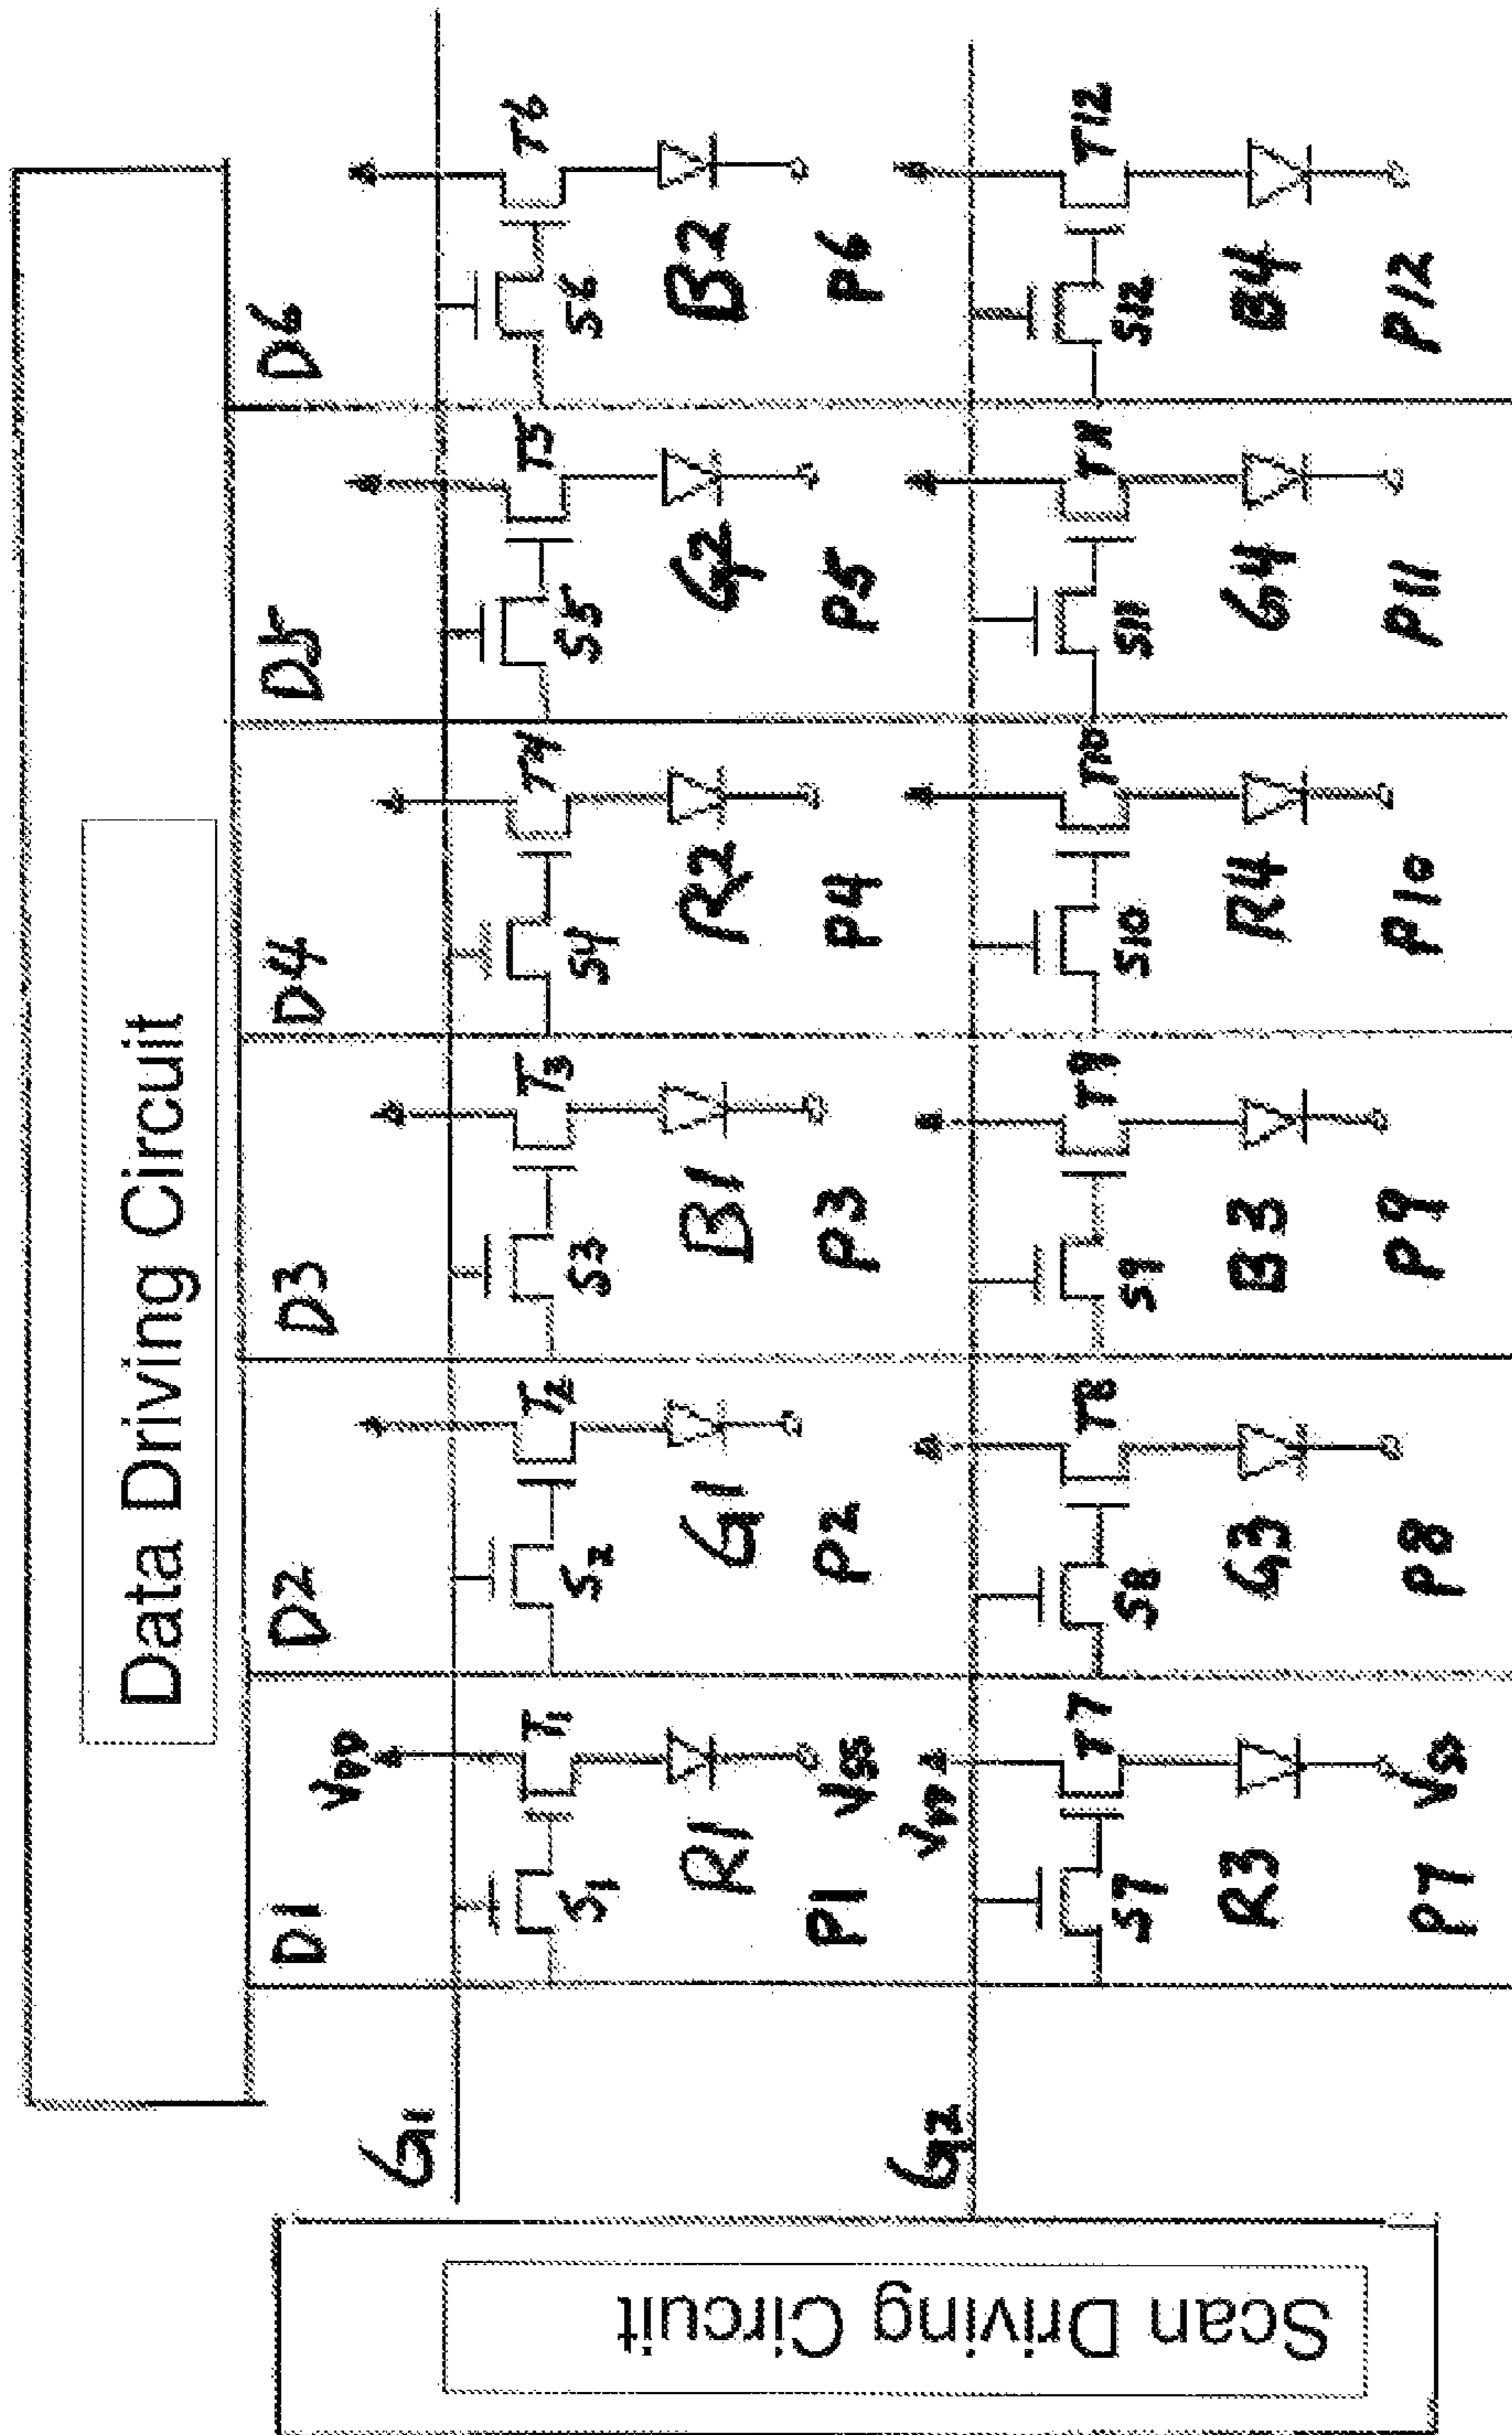 Data Driving Circuit
D1 D2 D3 D4 D5 D6
VDD
G1
S1 T1 S2 T2 S3 T3 S4 T4 S5 T5 S6 T6
R1 G1 B1 R2 G2 B2
P1 VSS P2 P3 P4 P5 P6
VDD
G2
S7 T7 S8 T8 S9 T9 S10 T10 S11 T11 S12 T12
R3 G3 B3 R4 G4 B4
P7 VSS P8 P9 P10 P11 P12
Scan Driving Circuit